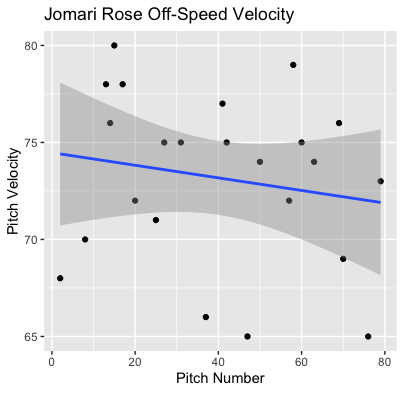 Jomari Rose Off-Speed Velocity
Pitch Velocity
80
75
70
65
0 20 40 60 80
Pitch Number